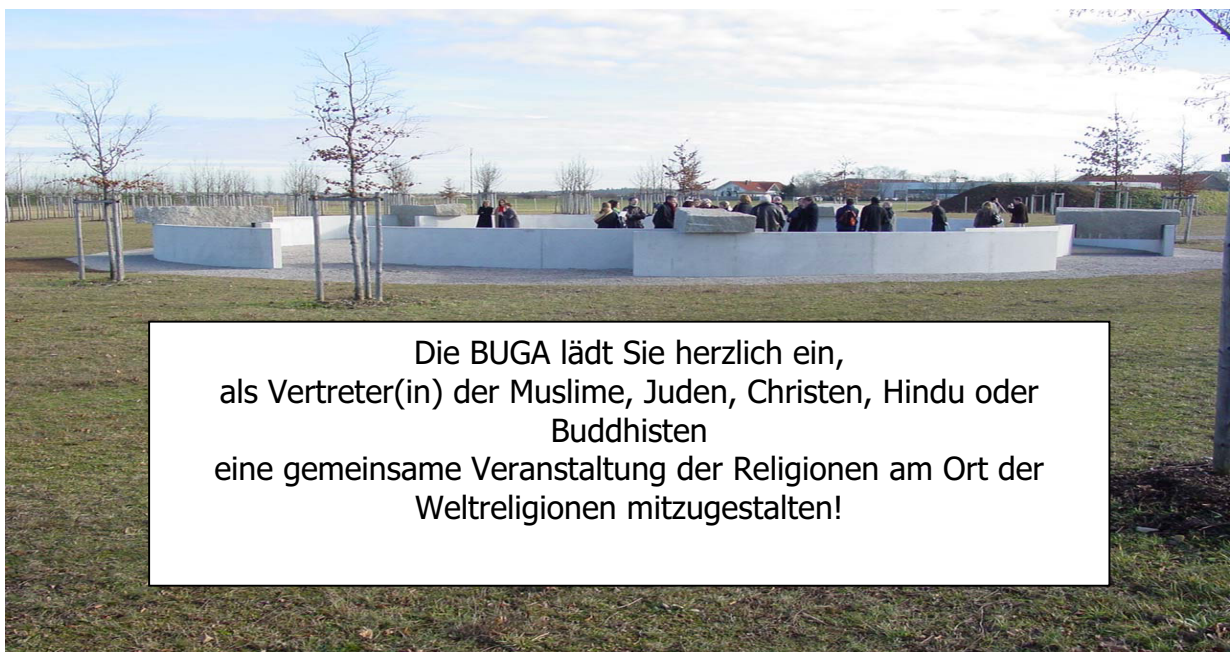 Die BUGA lädt Sie herzlich ein,
als Vertreter(in) der Muslime, Juden, Christen, Hindu oder
Buddhisten
eine gemeinsame Veranstaltung der Religionen am Ort der
Weltreligionen mitzugestalten!